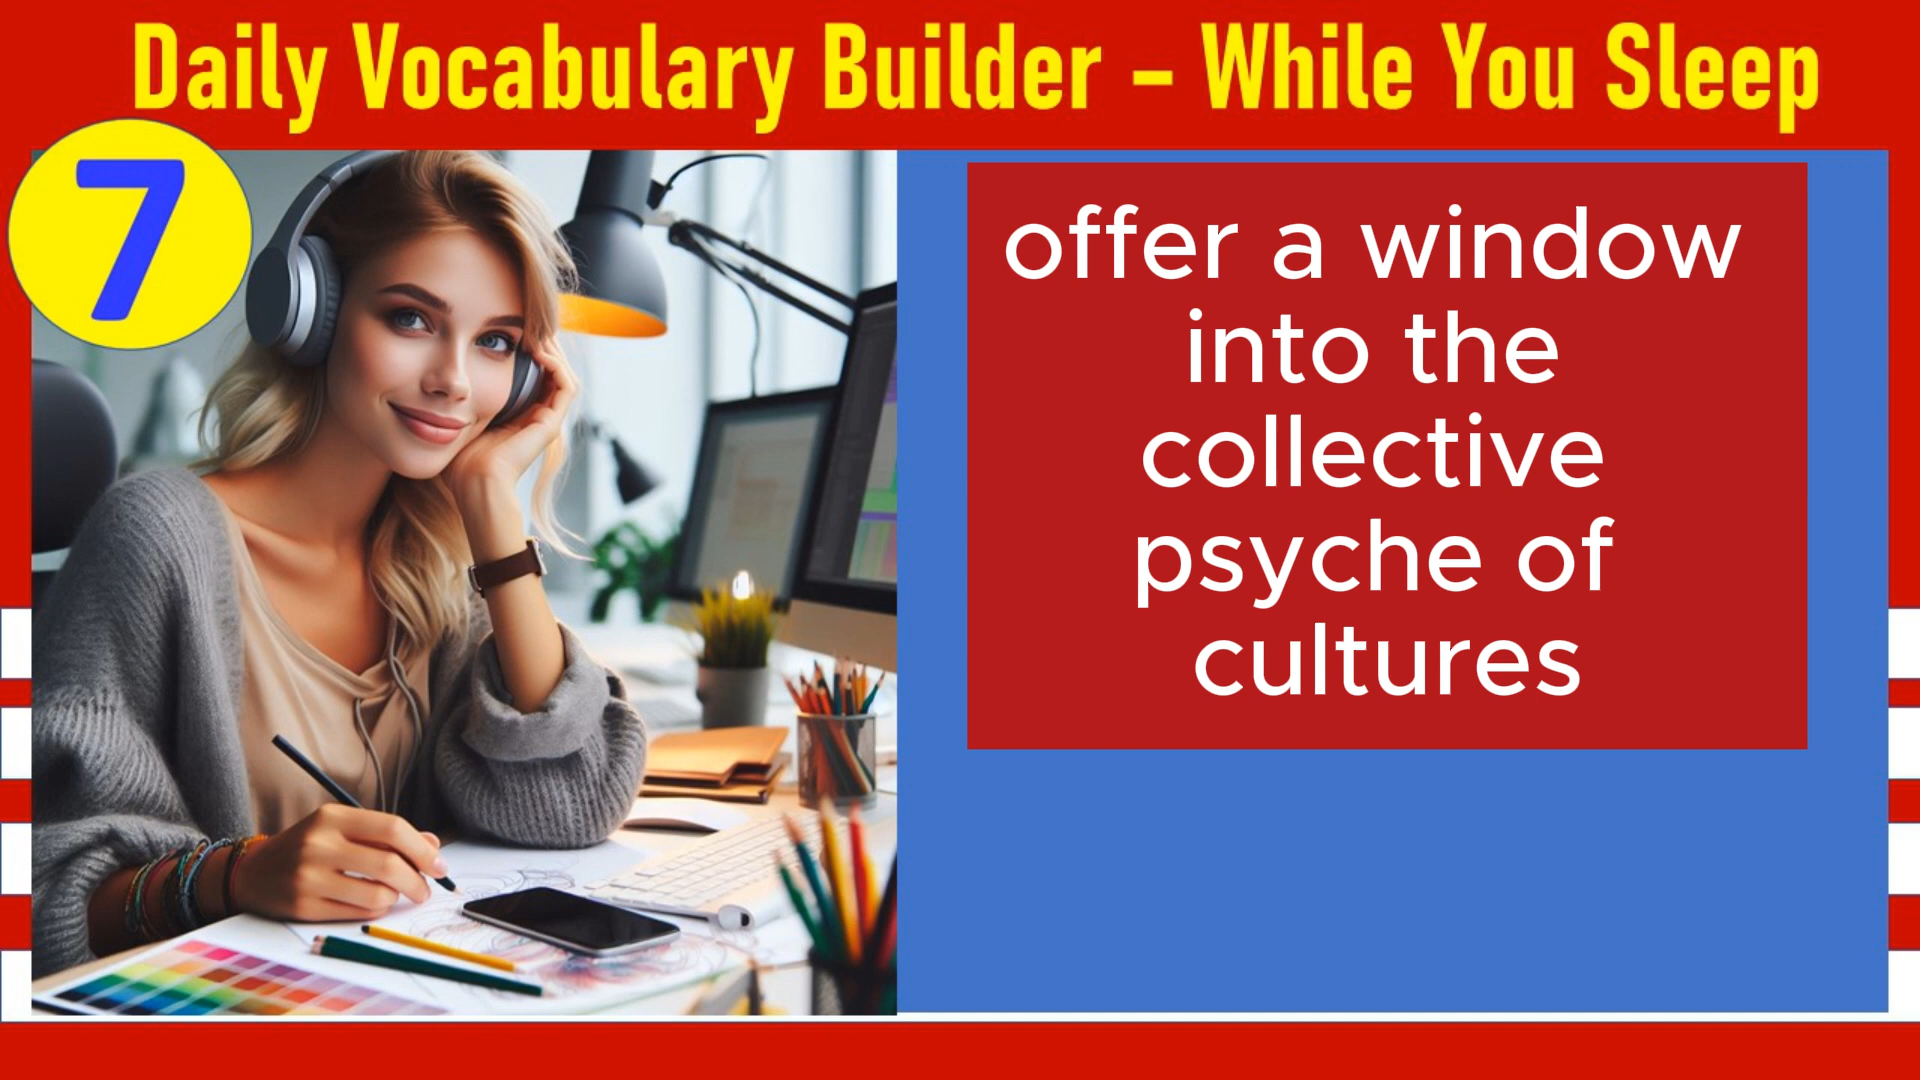 Daily Vocabulary Builder – While You Sleep
7
offer a window
into the
collective
psyche of
cultures